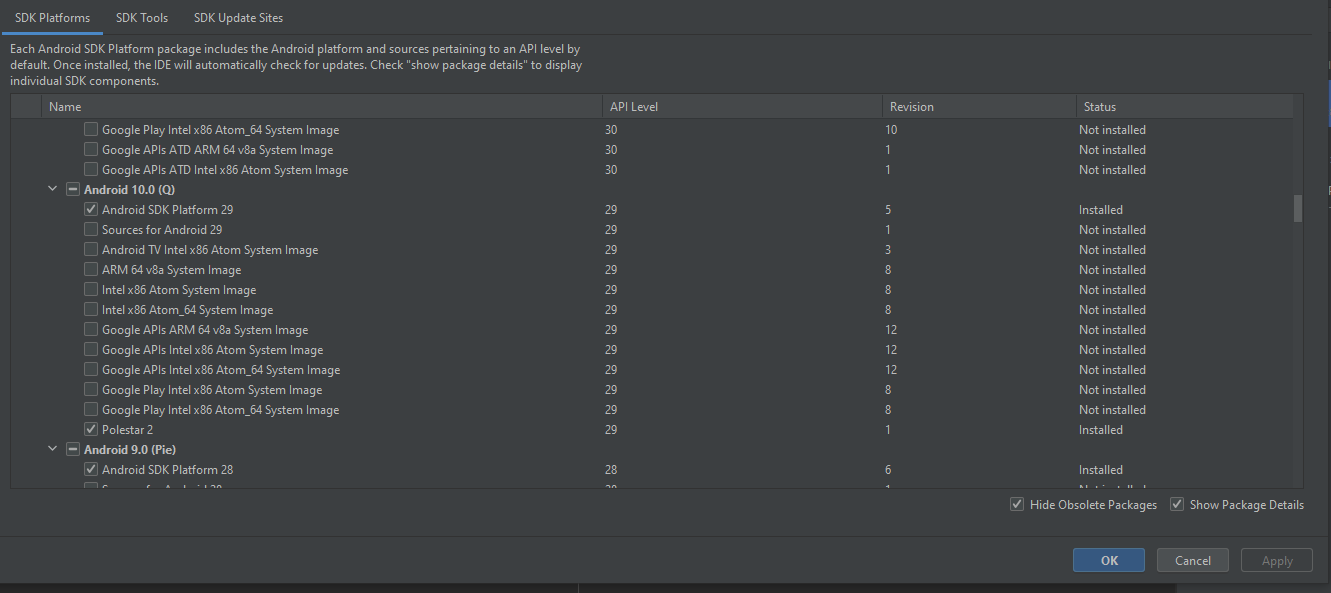 SDK Platforms SDK Tools SDK Update Sites
Each Android SDK Platform package includes the Android platform and sources pertaining to an API level by
default. Once installed, the IDE will automatically check for updates. Check "show package details" to display
individual SDK components.
Name API Level Revision Status
Google Play Intel x86 Atom_64 System Image 30 10 Not installed
Google APIs ATD ARM 64 v8a System Image 30 1 Not installed
Google APIs ATD Intel x86 Atom System Image 30 1 Not installed
Android 10.0 (Q)
Android SDK Platform 29 29 5 Installed
Sources for Android 29 29 1 Not installed
Android TV Intel x86 Atom System Image 29 3 Not installed
ARM 64 v8a System Image 29 8 Not installed
Intel x86 Atom System Image 29 8 Not installed
Intel x86 Atom_64 System Image 29 8 Not installed
Google APIs ARM 64 v8a System Image 29 12 Not installed
Google APIs Intel x86 Atom System Image 29 12 Not installed
Google APIs Intel x86 Atom_64 System Image 29 12 Not installed
Google Play Intel x86 Atom System Image 29 8 Not installed
Google Play Intel x86 Atom_64 System Image 29 8 Not installed
Polestar 2 29 1 Installed
Android 9.0 (Pie)
Android SDK Platform 28 28 6 Installed
Sources for Android 28 28 1 Not installed
Hide Obsolete Packages Show Package Details
OK Cancel Apply